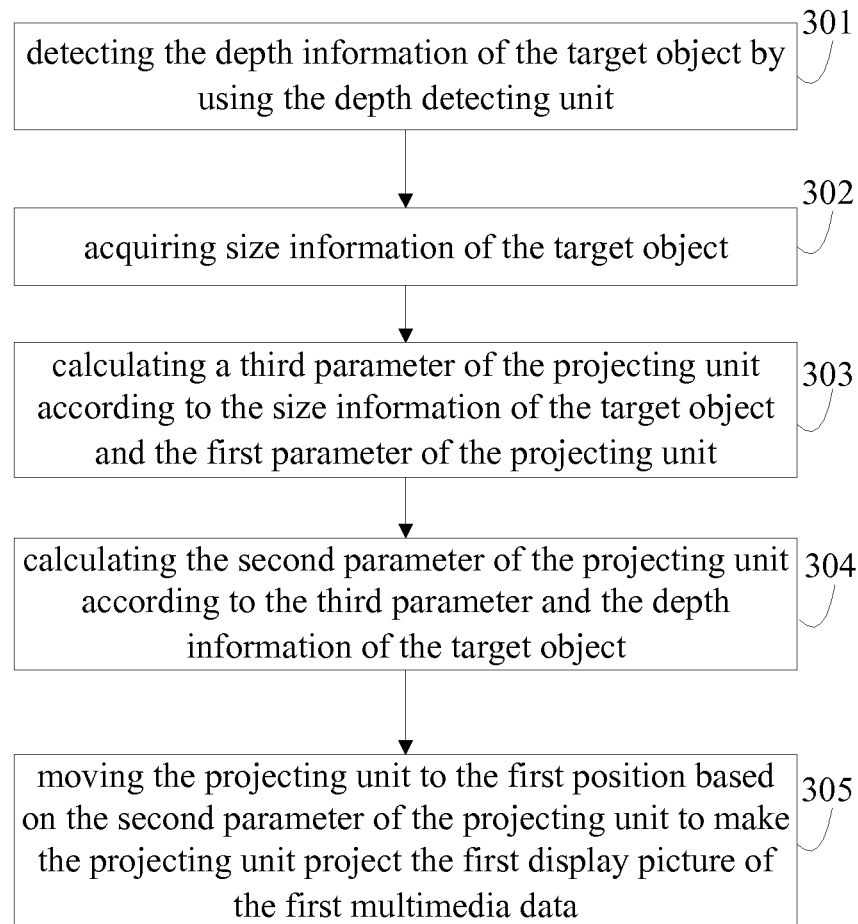 301
detecting the depth information of the target object by
using the depth detecting unit
302
acquiring size information of the target object
303
calculating a third parameter of the projecting unit
according to the size information of the target object
and the first parameter of the projecting unit
304
calculating the second parameter of the projecting unit
according to the third parameter and the depth
information of the target object
305
moving the projecting unit to the first position based
on the second parameter of the projecting unit to make
the projecting unit project the first display picture of
the first multimedia data